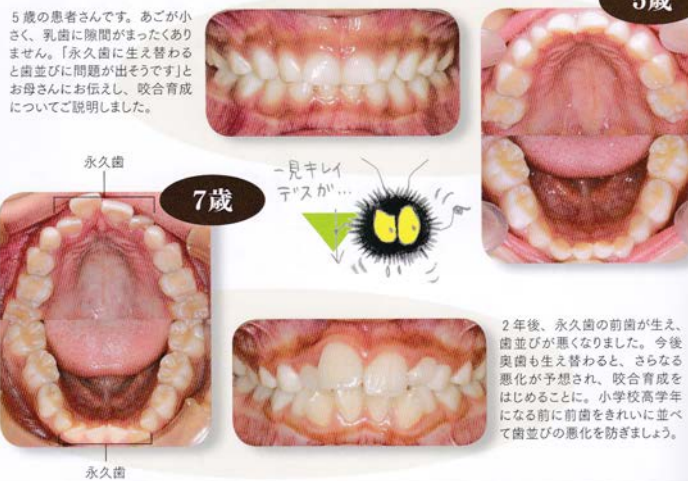 5歳の患者さんです。あごが小
さく、乳歯に隙間がまったくあり
ません。「永久歯に生え替わる
と歯並びに問題が出そうです」と
お母さんにお伝えし、咬合育成
についてご説明しました。
5歳
永久歯
7歳
一見キレイ
デスが…
2年後、永久歯の前歯が生え、
歯並びが悪くなりました。今後
奥歯も生え替わると、さらなる
悪化が予想され、咬合育成を
はじめることに。小学校高学年
になる前に前歯をきれいに並べ
て歯並びの悪化を防ぎましょう。
永久歯